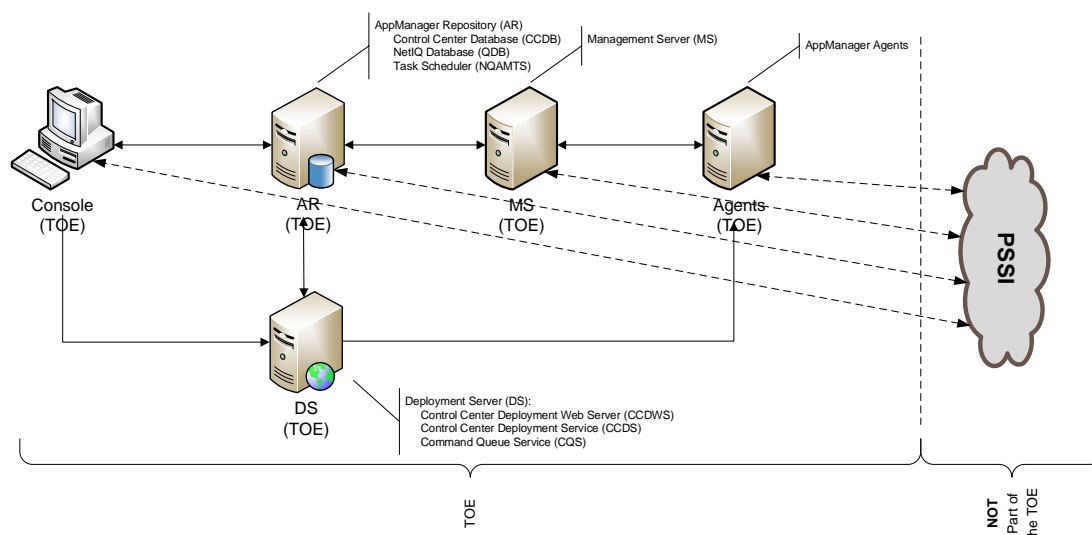 AppManager Repository (AR)
Control Center Database (CCDB)
NetIQ Database (QDB)
Task Scheduler (NQAMTS)
Management Server (MS)
AppManager Agents
Console
(TOE)
AR
(TOE)
MS
(TOE)
Agents
(TOE)
PSSI
DS
(TOE)
Deployment Server (DS):
Control Center Deployment Web Server (CCDWS)
Control Center Deployment Service (CCDS)
Command Queue Service (CQS)
TOE
NOT
Part of
he TOE